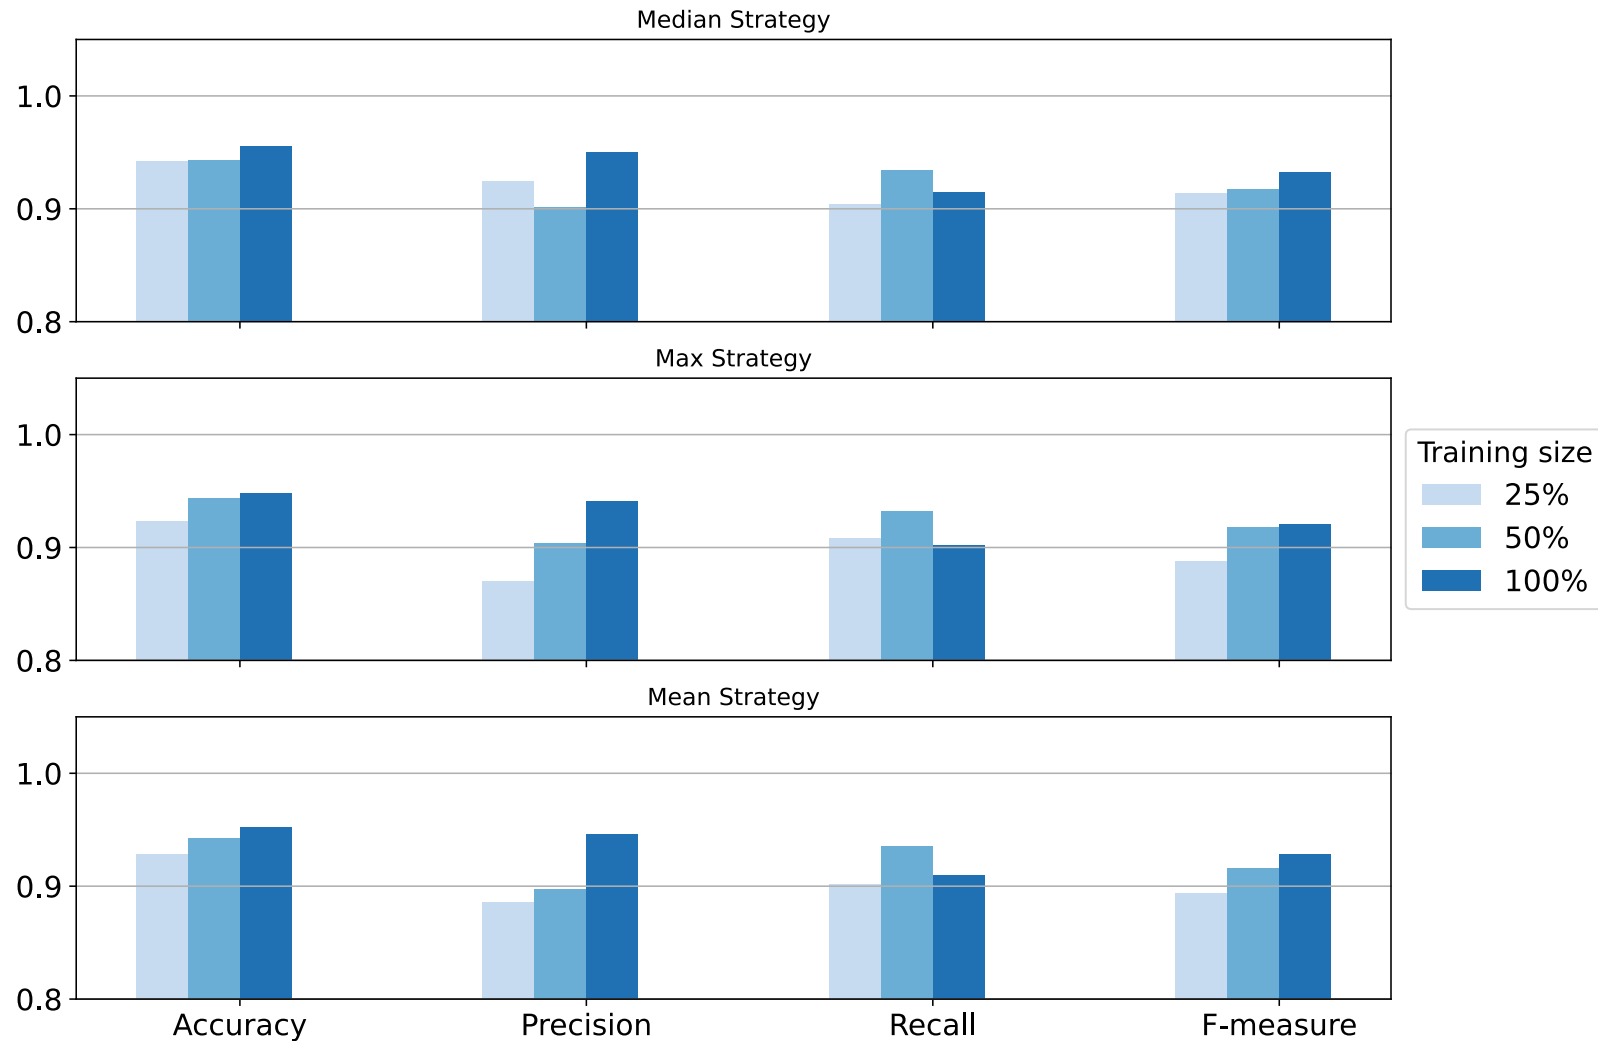 Median Strategy
1.0
0.9
0.8
Max Strategy
1.0
0.9
0.8
Training size
25%
50%
100%
Mean Strategy
1.0
0.9
0.8
Accuracy Precision Recall F-measure